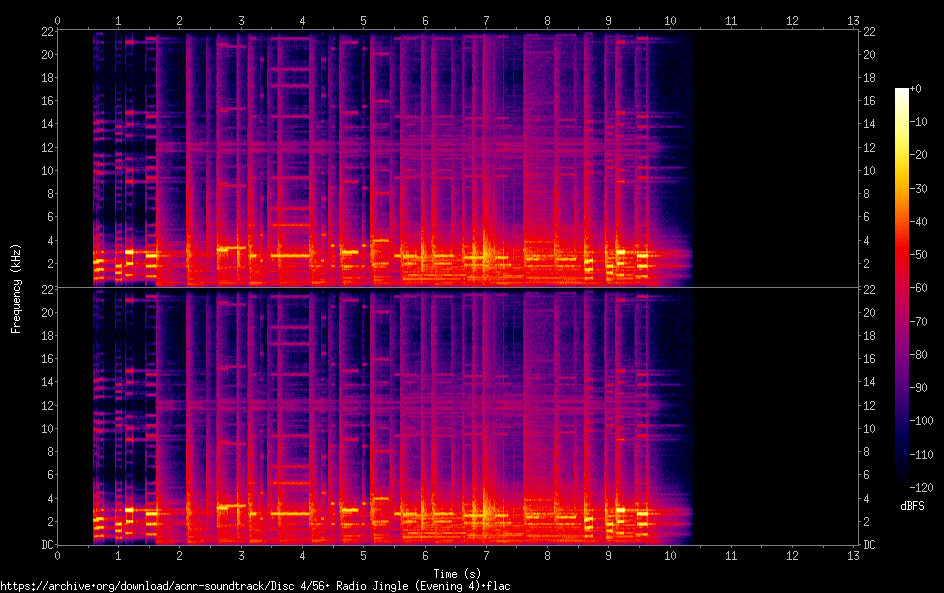 0 1 2 3 4 5 6 7 8 9 10 11 12 13
22 22 +0
20 20 -10
18 18 -20
16 16 -30
14 14 -40
12 12 -50
10 10 -60
8 8 -70
6 6 -80
4 4 -90
2 2 -100
22 22 -110
20 20 -120
18 18 dBFS
16 16
14 14
12 12
10 10
8 8
6 6
4 4
2 2
DC DC
Frequency (kHz)
0 1 2 3 4 5 6 7 8 9 10 11 12 13
Time (s)
https://archive•org/download/acnr-soundtrack/Disc 4/56• Radio Jingle (Evening 4)•flac